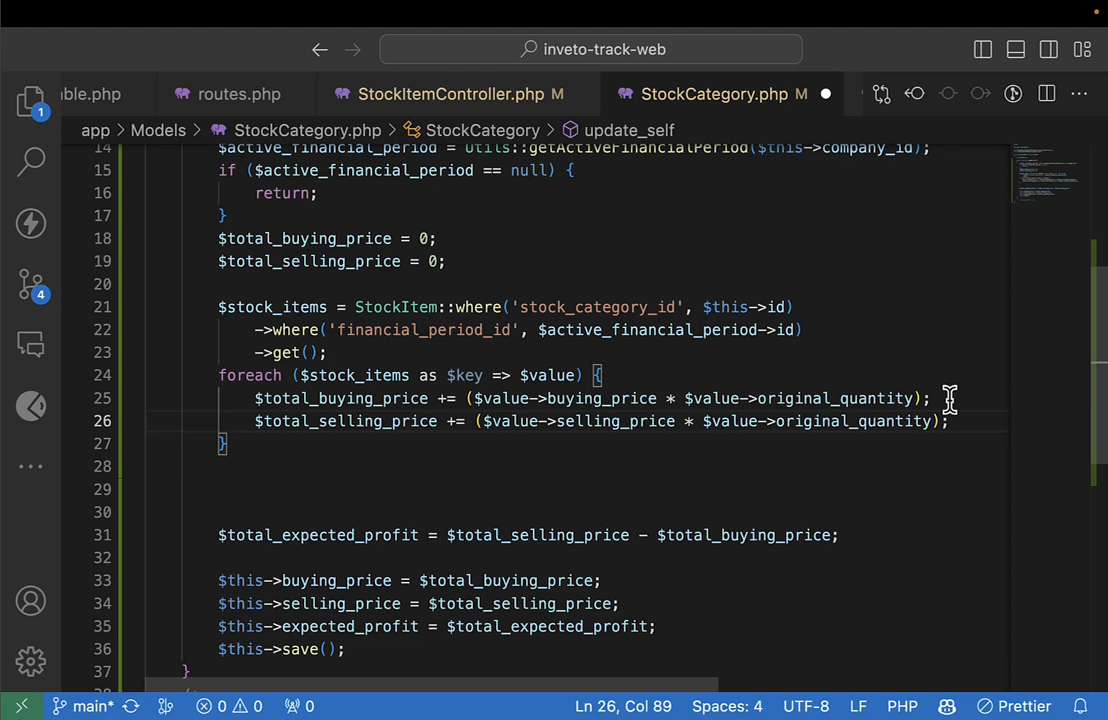 inveto-track-web
ble.php
routes.php
StockItemController.php M
StockCategory.php M
app > Models > StockCategory.php > StockCategory > update_self
14 $active_financial_period = Utils::getActiveFinancialPeriod($this->company_id);
15 if ($active_financial_period == null) {
16 return;
17 }
18 $total_buying_price = 0;
19 $total_selling_price = 0;
20
21 $stock_items = StockItem::where('stock_category_id', $this->id)
22 ->where('financial_period_id', $active_financial_period->id)
23 ->get();
24 foreach ($stock_items as $key => $value) {
25 $total_buying_price += ($value->buying_price * $value->original_quantity);
26 $total_selling_price += ($value->selling_price * $value->original_quantity);
27 }
28
29
30
31 $total_expected_profit = $total_selling_price - $total_buying_price;
32
33 $this->buying_price = $total_buying_price;
34 $this->selling_price = $total_selling_price;
35 $this->expected_profit = $total_expected_profit;
36 $this->save();
37 }
1
4
main* 0 0 0 Ln 26, Col 89 Spaces: 4 UTF-8 LF PHP Prettier